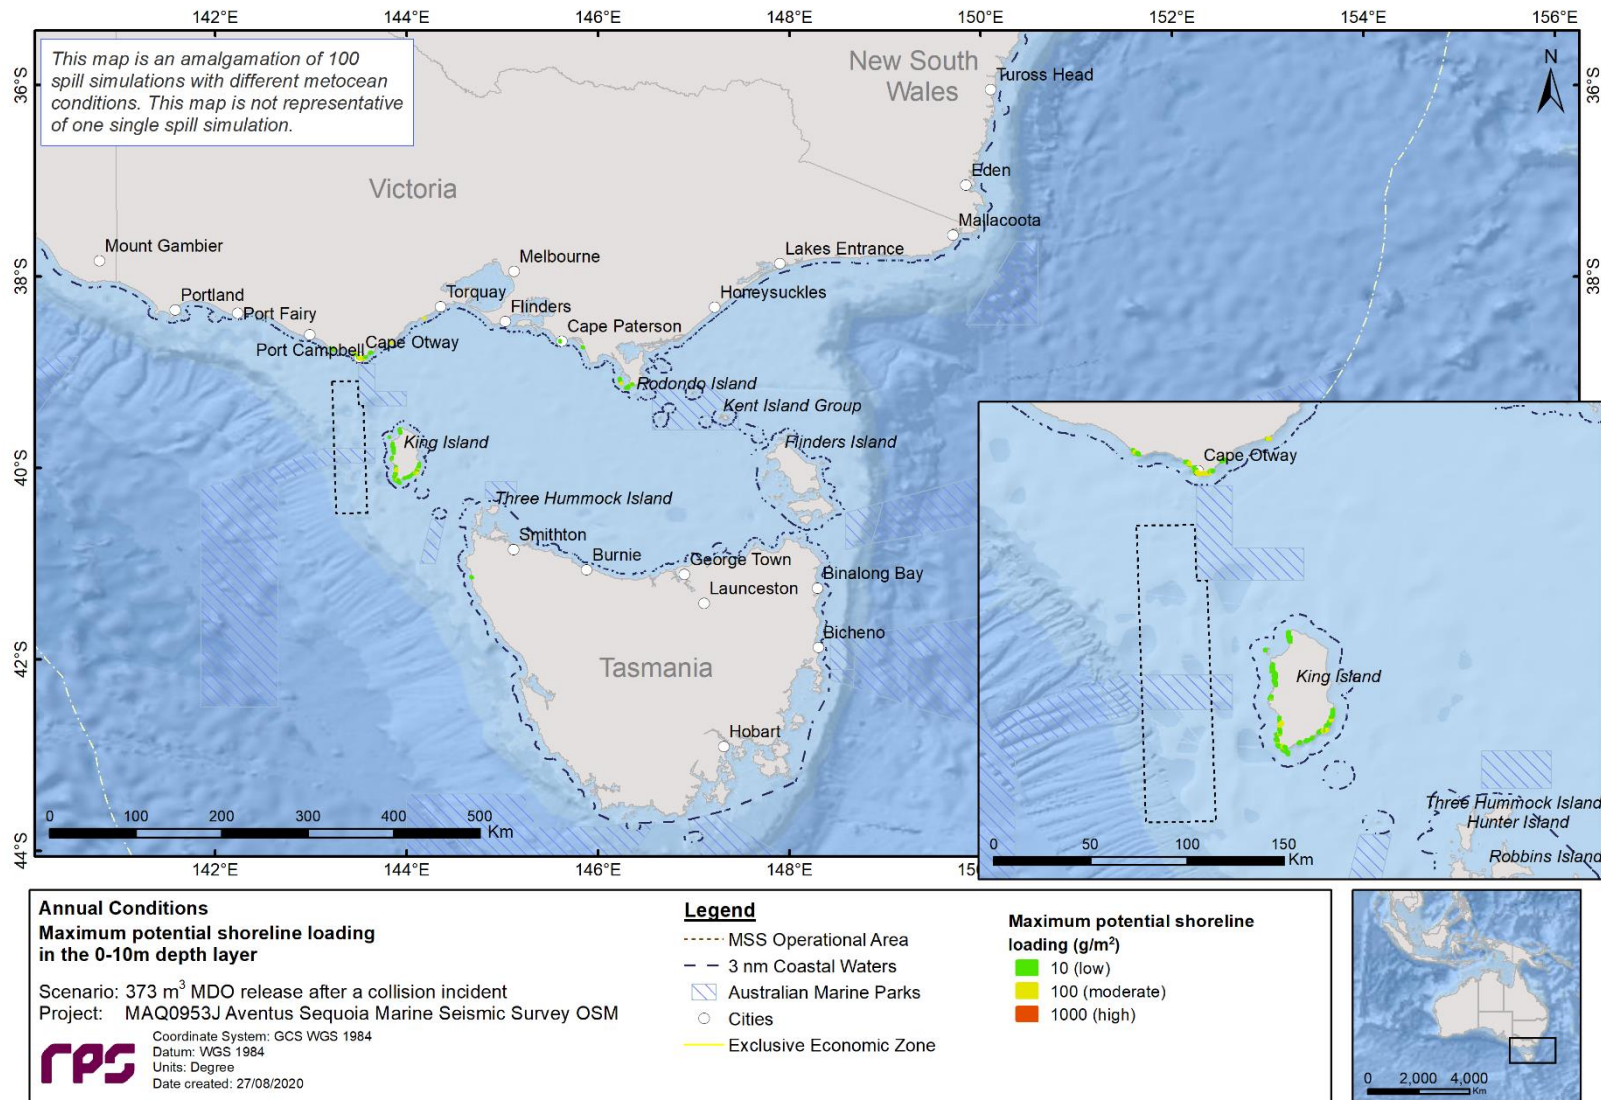 142°E 144°E 146°E 148°E 150°E 152°E 154°E 156°E
This map is an amalgamation of 100
spill simulations with different metocean
conditions. This map is not representative
of one single spill simulation.
New South
Wales
N
Tuross Head
36°S
36°S
Victoria
Eden
Mallacoota
Mount Gambier
Melbourne
Lakes Entrance
38°S
38°S
Portland
Torquay
Flinders
Honeysuckles
Port Fairy
Cape Paterson
Port Campbell
Cape Otway
Rodondo Island
Kent Island Group
King Island
Flinders Island
40°S
Three Hummock Island
Smithton
Burnie
George Town
Binalong Bay
Launceston
Bicheno
42°S
Tasmania
Hobart
0 100 200 300 400 500
Km
44°S
142°E 144°E 146°E 148°E
Cape Otway
King Island
Three Hummock Island
Hunter Island
Robbins Island
0 50 100 150
Km
Annual Conditions
Maximum potential shoreline loading
in the 0-10m depth layer
Scenario: 373 m³ MDO release after a collision incident
Project: MAQ0953J Aventus Sequoia Marine Seismic Survey OSM
rps
Coordinate System: GCS WGS 1984
Datum: WGS 1984
Units: Degree
Date created: 27/08/2020
Legend
MSS Operational Area
3 nm Coastal Waters
Australian Marine Parks
Cities
Exclusive Economic Zone
Maximum potential shoreline
loading (g/m²)
10 (low)
100 (moderate)
1000 (high)
0 2,000 4,000
Km